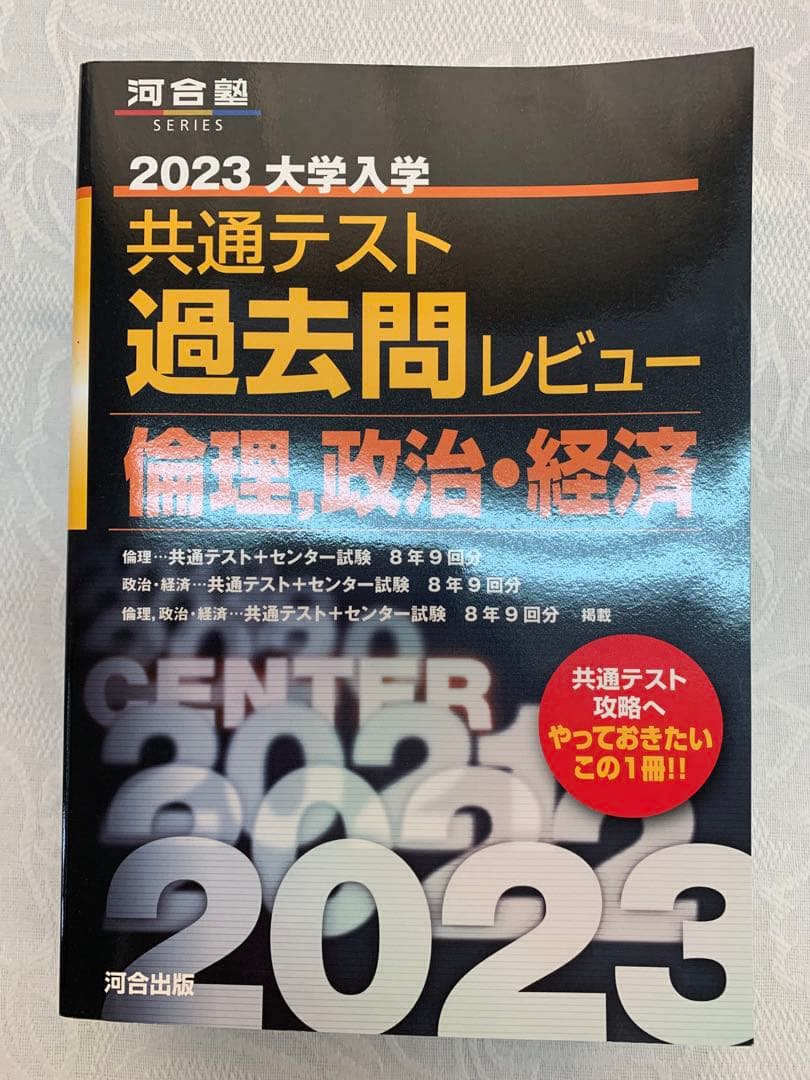 河合塾
SERIES
2023 大学入学
共通テスト
過去問レビュー
倫理,政治・経済
倫理…共通テスト+センター試験 8年9回分
政治・経済…共通テスト+センター試験 8年9回分
倫理,政治・経済…共通テスト+センター試験 8年9回分 掲載
2020
CENTER
2021
2022
2023
共通テスト
攻略へ
やっておきたい
この1冊!!
河合出版